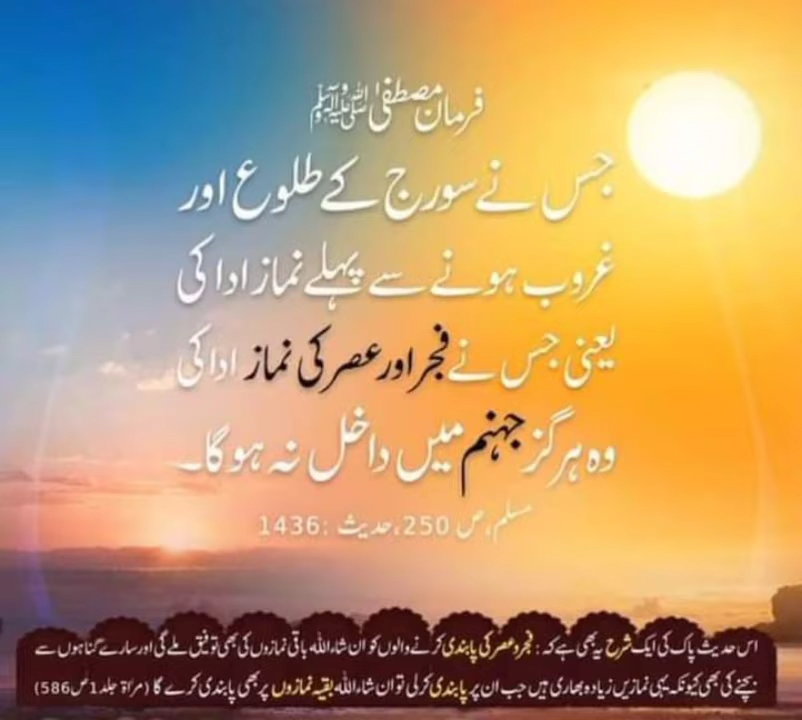 فرمان مصطفیٰ صلی اللہ علیہ والہ وسلم
جس نے سورج کے طلوع اور
غروب ہونے سے پہلے نماز ادا کی
یعنی جس نے فجر اور عصر کی نماز ادا کی
وہ ہرگز جہنم میں داخل نہ ہوگا۔
مسلم، ص 250، حدیث :1436
اس حدیث پاک کی ایک شرح یہ بھی ہے کہ : فجر و عصر کی پابندی کرنے والوں کو ان شاءاللہ باقی نمازوں کی بھی توفیق ملے گی اور سارے گناہوں سے
بچنے کی بھی کیونکہ یہی نمازیں زیادہ بھاری ہیں جب ان پر پابندی کرلی تو ان شاءاللہ بقیہ نمازوں پر بھی پابندی کرے گا (مراۃ جلد 1 ص 586)